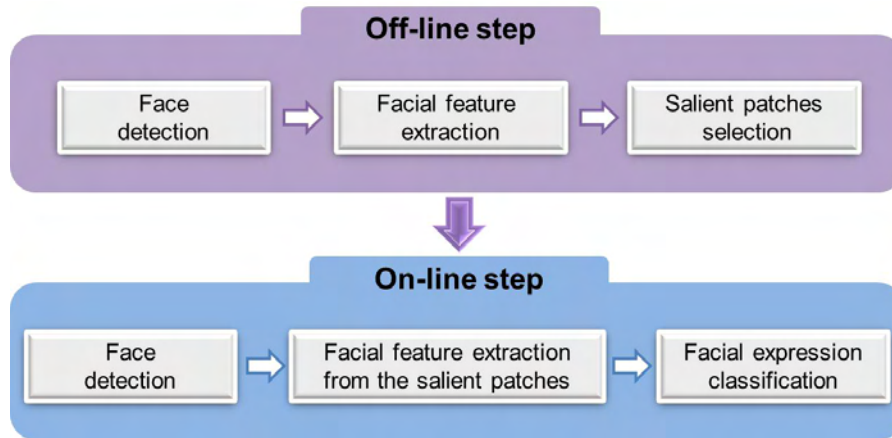 Off-line step
Face
detection
Facial feature
extraction
Salient patches
selection
On-line step
Face
detection
Facial feature extraction
from the salient patches
Facial expression
classification